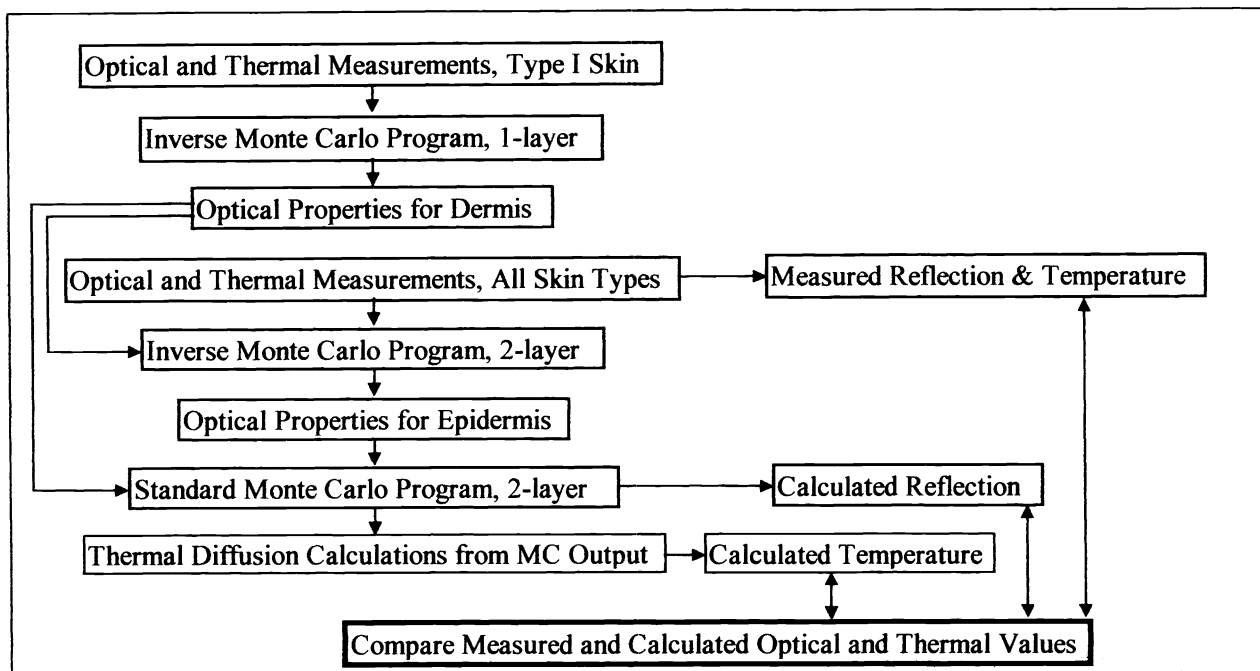 Optical and Thermal Measurements, Type I Skin
Inverse Monte Carlo Program, 1-layer
Optical Properties for Dermis
Optical and Thermal Measurements, All Skin Types
Measured Reflection & Temperature
Inverse Monte Carlo Program, 2-layer
Optical Properties for Epidermis
Standard Monte Carlo Program, 2-layer
Calculated Reflection
Thermal Diffusion Calculations from MC Output
Calculated Temperature
Compare Measured and Calculated Optical and Thermal Values